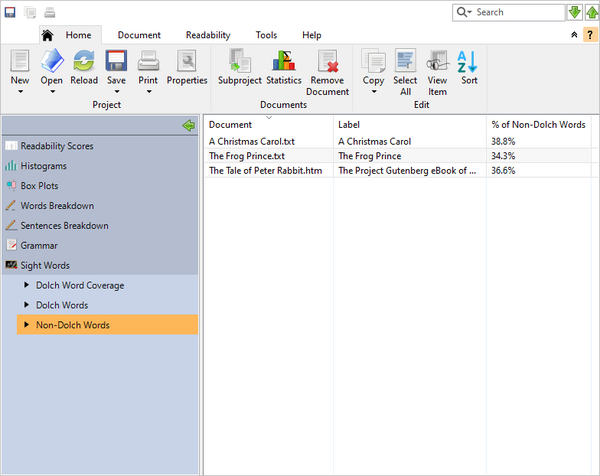 Search
Home Document Readability Tools Help
?
New Open Reload Save Print Properties Subproject Statistics Remove Document Copy Select All View Item Sort
Project Documents Edit
Document Label % of Non-Dolch Words
A Christmas Carol.txt A Christmas Carol 38.8%
The Frog Prince.txt The Frog Prince 34.3%
The Tale of Peter Rabbit.htm The Project Gutenberg eBook of ... 36.6%
Readability Scores
Histograms
Box Plots
Words Breakdown
Sentences Breakdown
Grammar
Sight Words
Dolch Word Coverage
Dolch Words
Non-Dolch Words